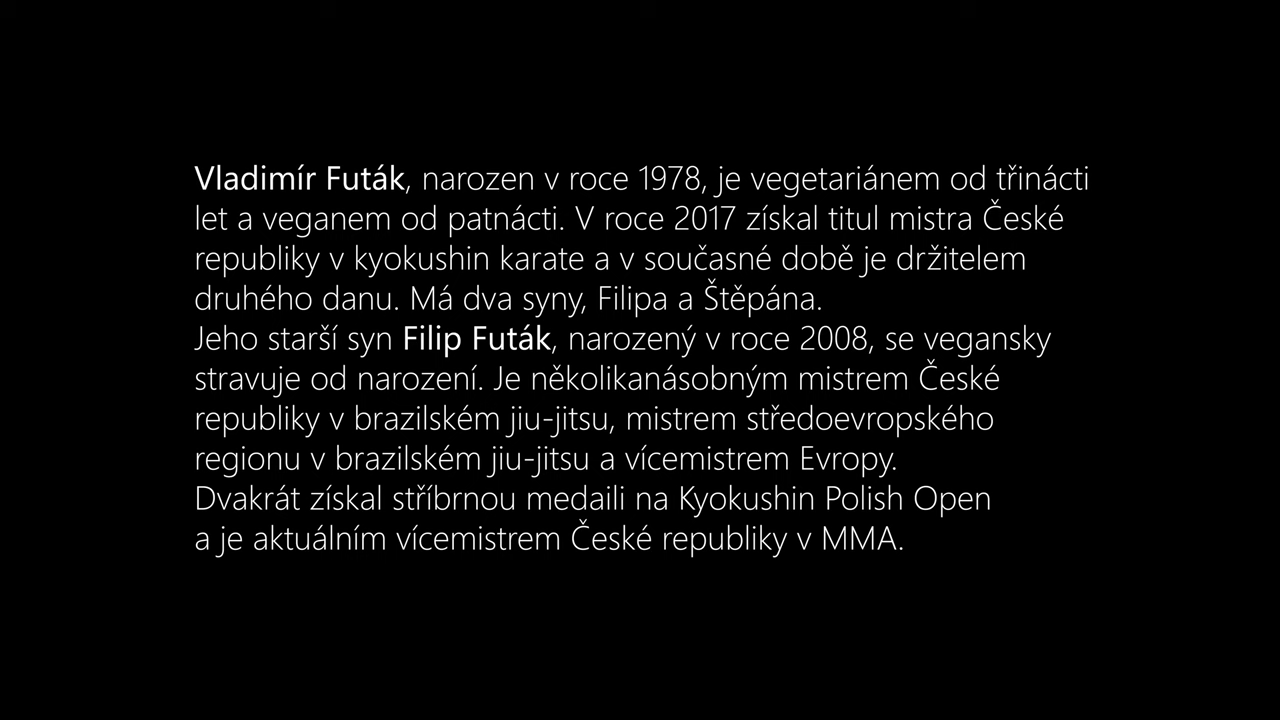 Vladimír Futák, narozen v roce 1978, je vegetariánem od třinácti
let a veganem od patnácti. V roce 2017 získal titul mistra České
republiky v kyokushin karate a v současné době je držitelem
druhého danu. Má dva syny, Filipa a Štěpána.
Jeho starší syn Filip Futák, narozený v roce 2008, se vegansky
stravuje od narození. Je několikanásobným mistrem České
republiky v brazilském jiu-jitsu, mistrem středoevropského
regionu v brazilském jiu-jitsu a vícemistrem Evropy.
Dvakrát získal stříbrnou medaili na Kyokushin Polish Open
a je aktuálním vícemistrem České republiky v MMA.